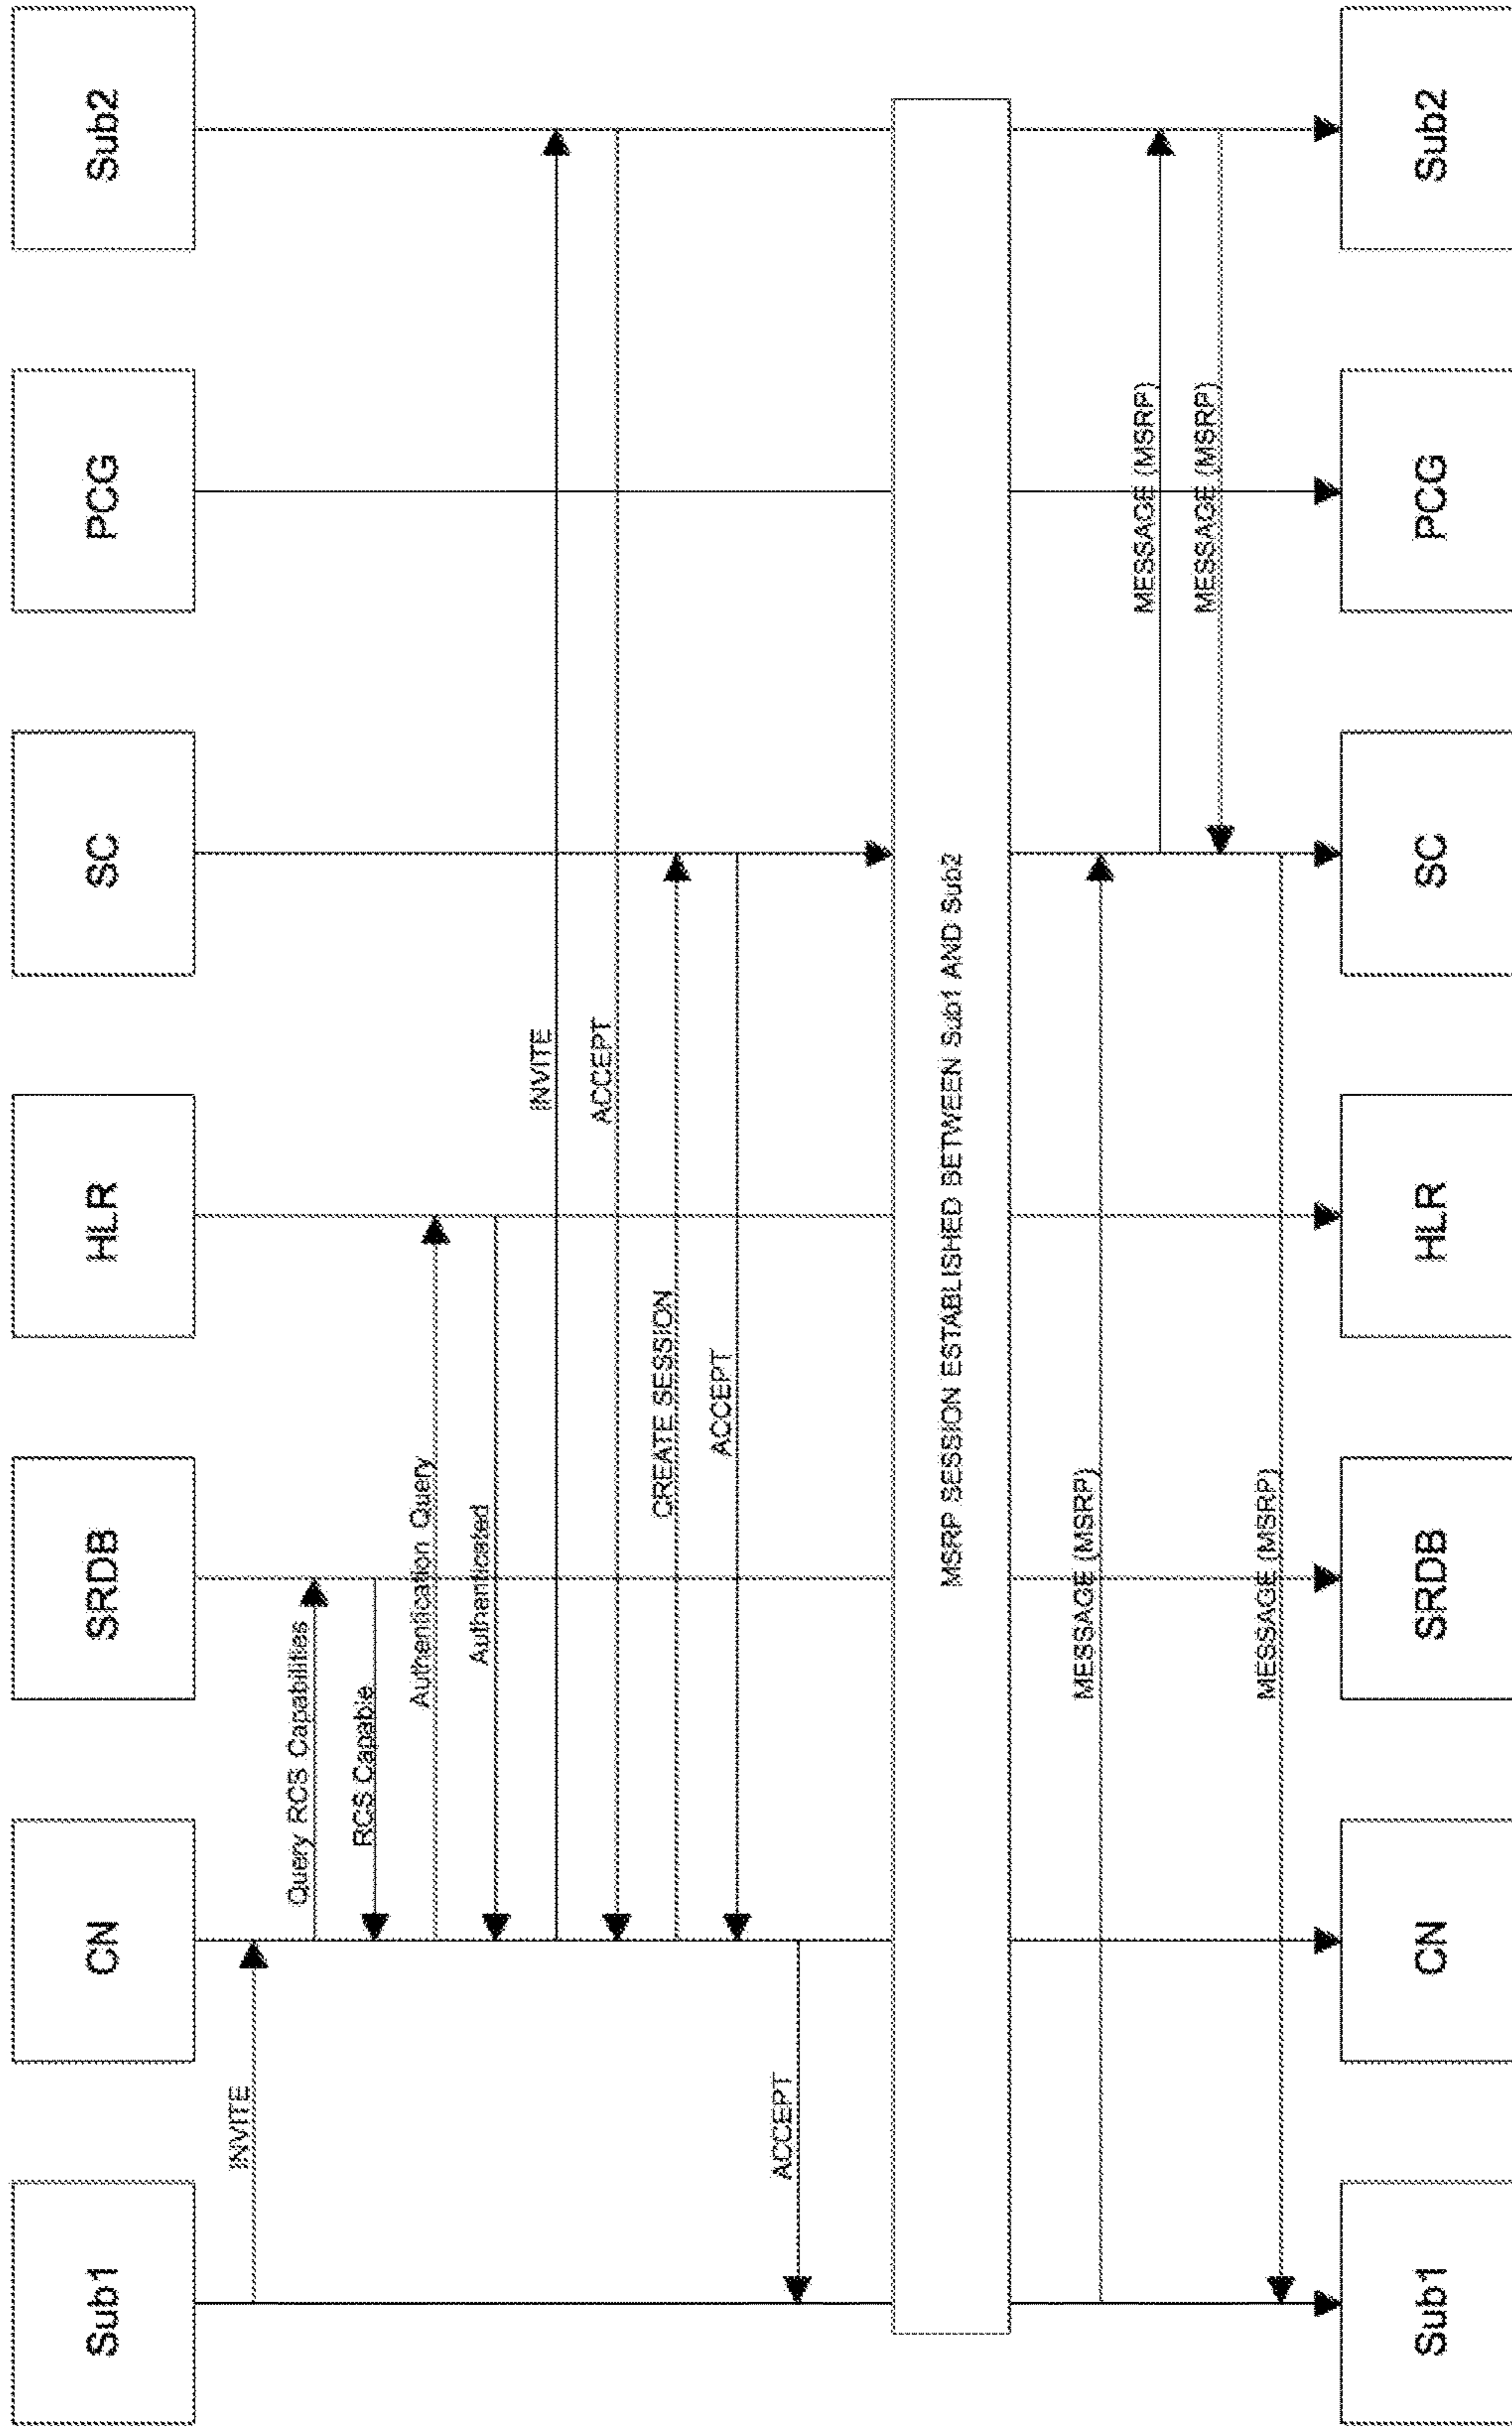 Sub1
CN
SRDB
HLR
SC
PCG
Sub2
INVITE
Query RCS Capabilities
RCS Capable
Authentication Query
Authenticated
INVITE
ACCEPT
CREATE SESSION
ACCEPT
ACCEPT
MSRP SESSION ESTABLISHED BETWEEN Sub1 AND Sub2
MESSAGE (MSRP)
MESSAGE (MSRP)
MESSAGE (MSRP)
MESSAGE (MSRP)
Sub1
CN
SRDB
HLR
SC
PCG
Sub2